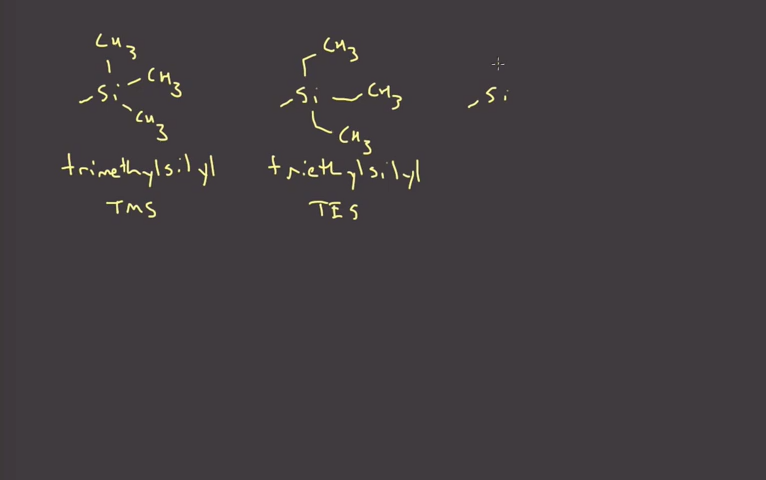 CH3
Si CH3
CH3
trimethylsilyl
TMS
CH3
Si CH3
CH3
triethylsilyl
TES
Si